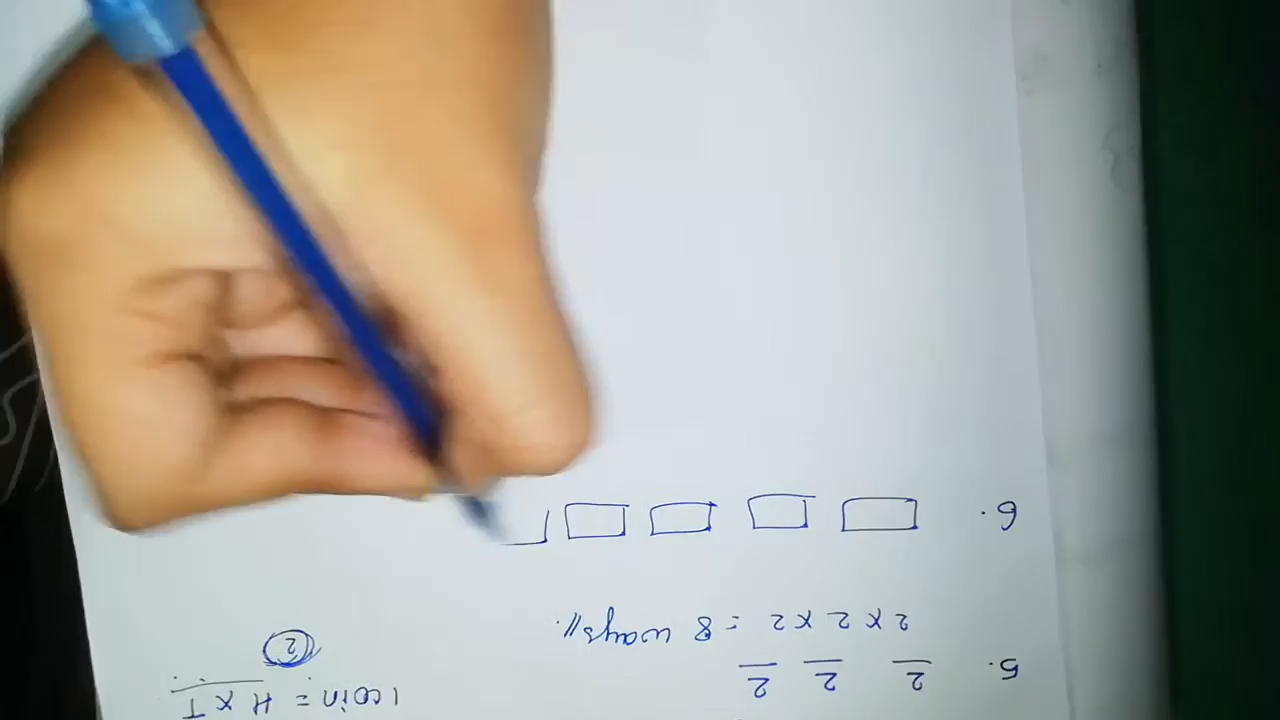 1 coin = H x T
2
5. 2 2 2
2 x 2 x 2 = 8 ways //.
6.